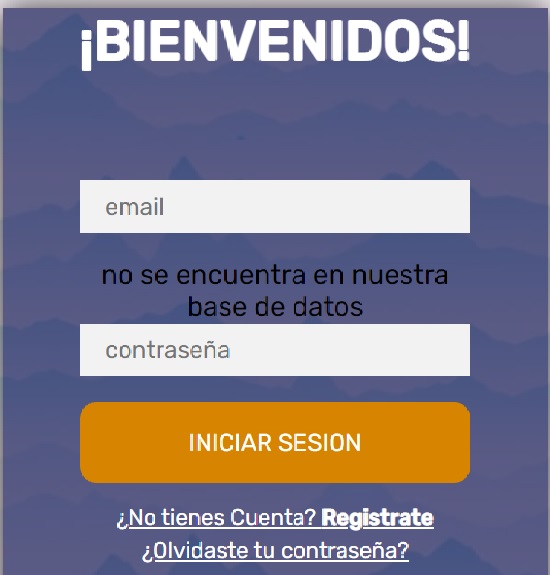 ¡BIENVENIDOS!
email
no se encuentra en nuestra
base de datos
contraseña
INICIAR SESION
¿No tienes Cuenta? Registrate
¿Olvidaste tu contraseña?